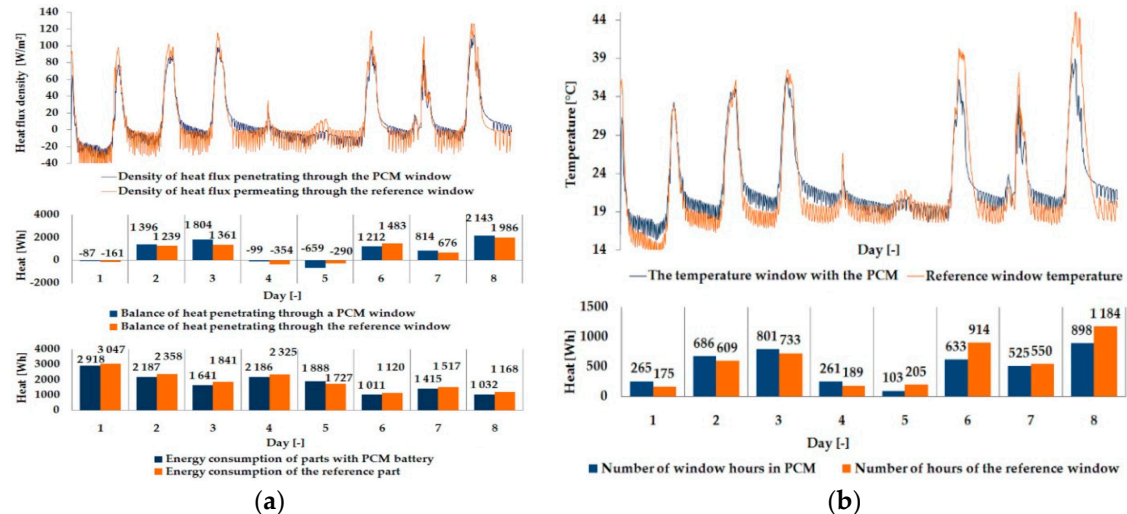 140
120
100
80
60
40
20
0
-20
-40
Heat flux density [W/m²]
Density of heat flux penetrating through the PCM window
Density of heat flux permeating through the reference window
4000
2000
0
-2000
Heat [Wh]
-87 -161
1 396 1 239
1 804 1 361
-99 -354
-659 -290
1 212 1 483
814 676
2 143 1 986
1 2 3 4 5 6 7 8
Day [-]
Balance of heat penetrating through a PCM window
Balance of heat penetrating through the reference window
4000
3000
2000
1000
0
Heat [Wh]
2 918 3 047
2 187 2 358
1 641 1 841
2 186 2 325
1 888 1 727
1 011 1 120
1 415 1 517
1 032 1 168
1 2 3 4 5 6 7 8
Day [-]
Energy consumption of parts with PCM battery
Energy consumption of the reference part
(a)
44
39
34
29
24
19
14
Temperature [°C]
Day [-]
The temperature window with the PCM Reference window temperature
1500
1000
500
0
Heat [Wh]
265 175
686 609
801 733
261 189
103 205
633 914
525 550
898 1 184
1 2 3 4 5 6 7 8
Day [-]
Number of window hours in PCM Number of hours of the reference window
(b)